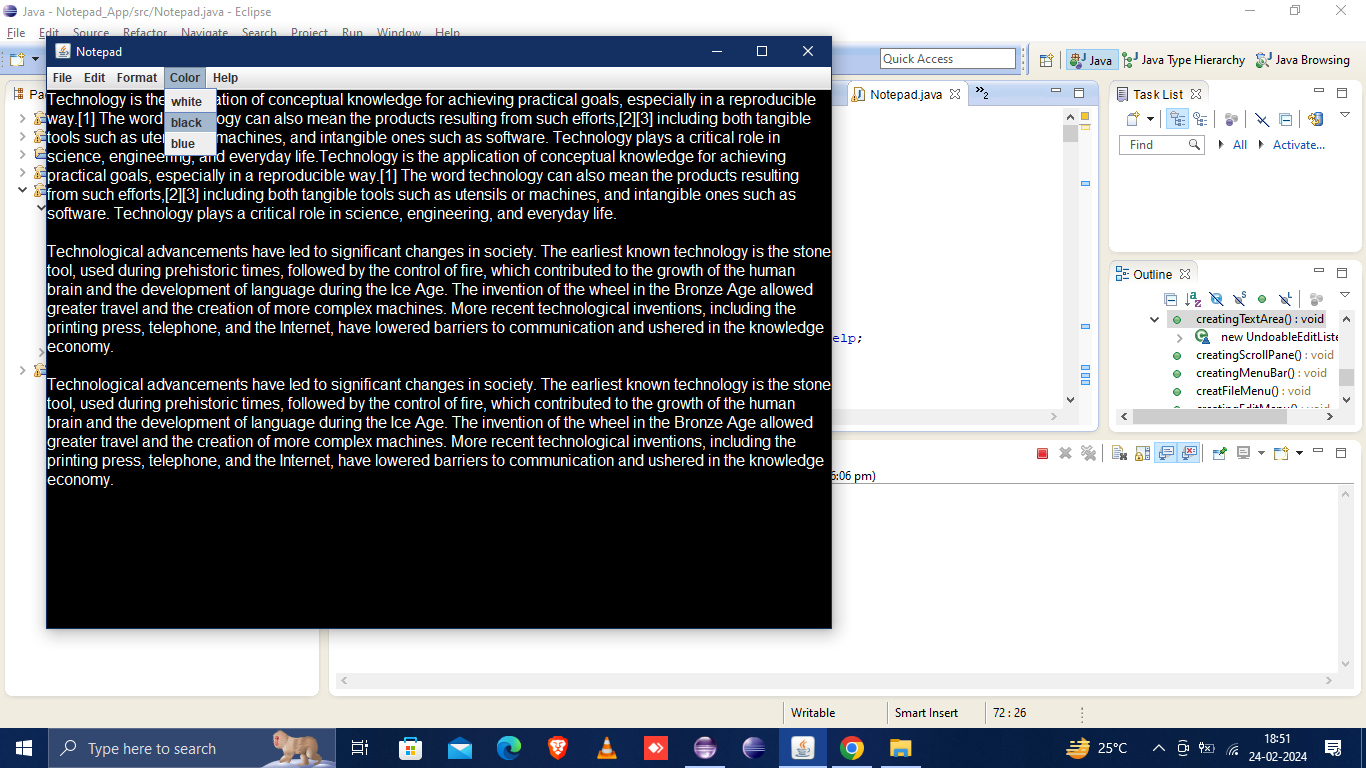 Java - Notepad_App/src/Notepad.java - Eclipse
File Edit Source Refactor Navigate Search Project Run Window Help
Quick Access
Java
Java Type Hierarchy
Java Browsing
Notepad
File Edit Format Color Help
white
black
blue
Technology is the ation of conceptual knowledge for achieving practical goals, especially in a reproducible
way.[1] The word ogy can also mean the products resulting from such efforts,[2][3] including both tangible
tools such as uten machines, and intangible ones such as software. Technology plays a critical role in
science, engineering, and everyday life.Technology is the application of conceptual knowledge for achieving
practical goals, especially in a reproducible way.[1] The word technology can also mean the products resulting
from such efforts,[2][3] including both tangible tools such as utensils or machines, and intangible ones such as
software. Technology plays a critical role in science, engineering, and everyday life.
Technological advancements have led to significant changes in society. The earliest known technology is the stone
tool, used during prehistoric times, followed by the control of fire, which contributed to the growth of the human
brain and the development of language during the Ice Age. The invention of the wheel in the Bronze Age allowed
greater travel and the creation of more complex machines. More recent technological inventions, including the
printing press, telephone, and the Internet, have lowered barriers to communication and ushered in the knowledge
economy.
Technological advancements have led to significant changes in society. The earliest known technology is the stone
tool, used during prehistoric times, followed by the control of fire, which contributed to the growth of the human
brain and the development of language during the Ice Age. The invention of the wheel in the Bronze Age allowed
greater travel and the creation of more complex machines. More recent technological inventions, including the
printing press, telephone, and the Internet, have lowered barriers to communication and ushered in the knowledge
economy.
Pa
Notepad.java
2
elp;
Task List
Find
All
Activate...
Outline
creatingTextArea() : void
new UndoableEditListe
creatingScrollPane() : void
creatingMenuBar() : void
creatFileMenu() : void
6:06 pm)
Writable
Smart Insert
72 : 26
Type here to search
25°C
18:51
24-02-2024